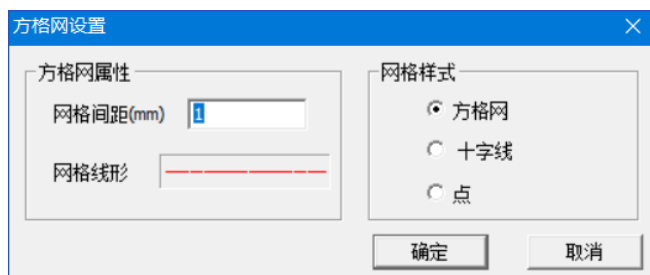 方格网设置
方格网属性
网格间距(mm) 1
网格线形
网格样式
方格网
十字线
点
确定 取消